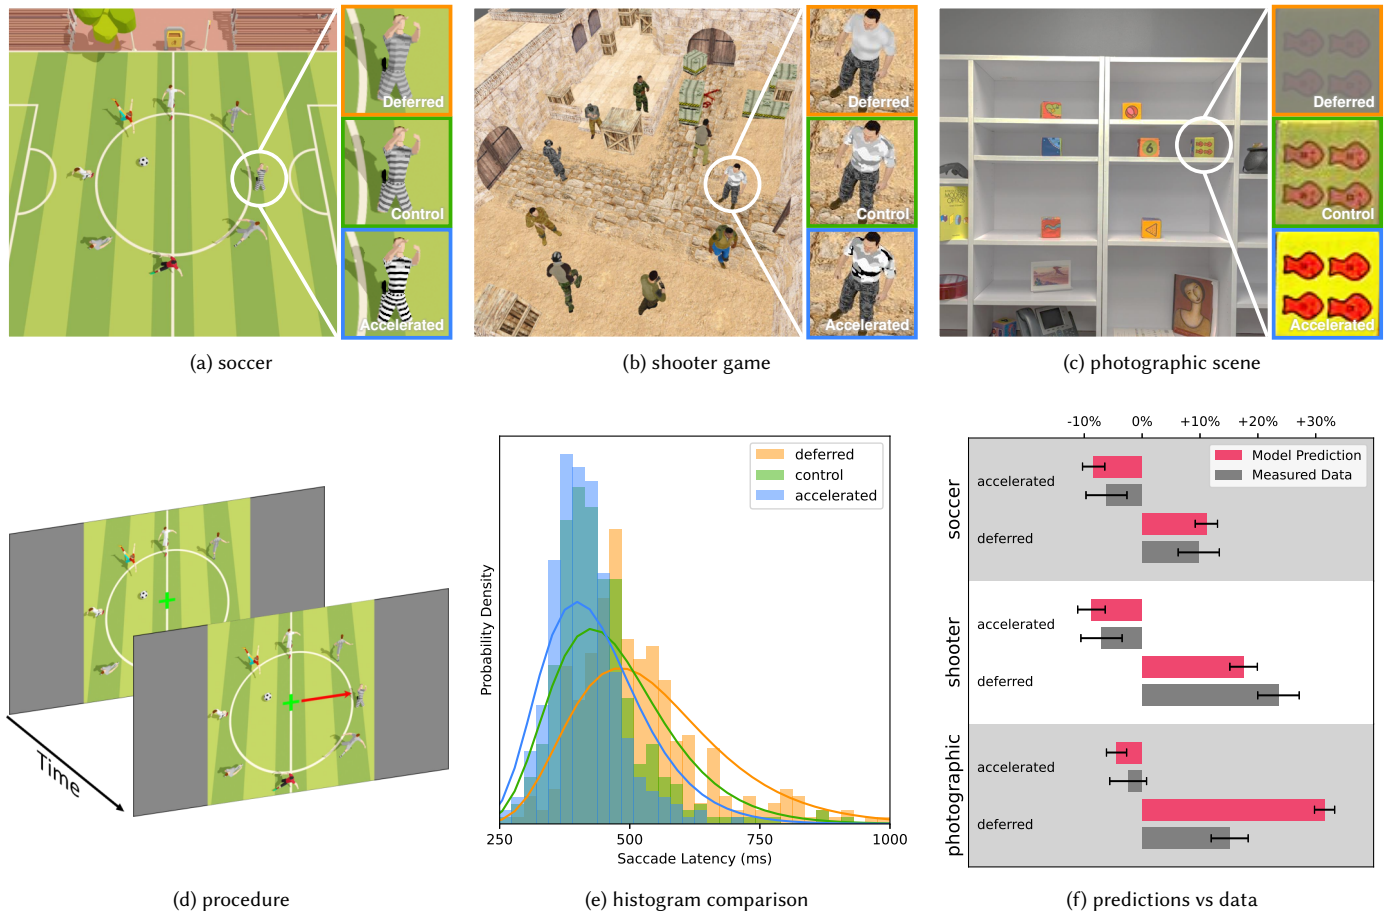 Deferred
Control
Accelerated
(a) soccer
Deferred
Control
Accelerated
(b) shooter game
6
Deferred
Control
Accelerated
(c) photographic scene
Time
(d) procedure
deferred
control
accelerated
Probability Density
250
500
750
1000
Saccade Latency (ms)
(e) histogram comparison
-10%
0%
+10%
+20%
+30%
Model Prediction
Measured Data
soccer
accelerated
deferred
shooter
accelerated
deferred
photographic
accelerated
deferred
(f) predictions vs data